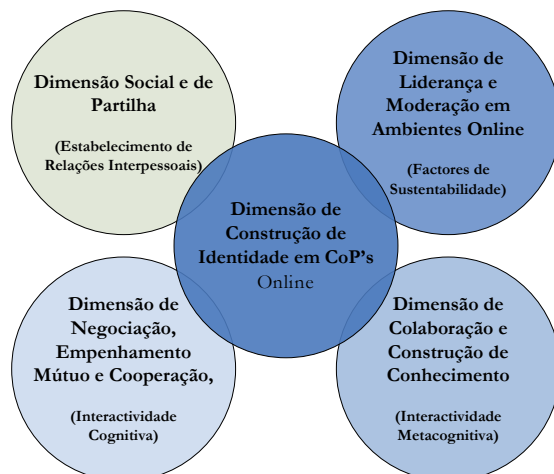 Dimensão Social e de
Partilha
(Estabelecimento de
Relações Interpessoais)
Dimensão de
Liderança e
Moderação em
Ambientes Online
(Factores de
Sustentabilidade)
Dimensão de
Construção de
Identidade em CoP's
Online
Dimensão de
Negociação,
Empenhamento
Mútuo e Cooperação,
(Interactividade
Cognitiva)
Dimensão de
Colaboração e
Construção de
Conhecimento
(Interactividade
Metacognitiva)